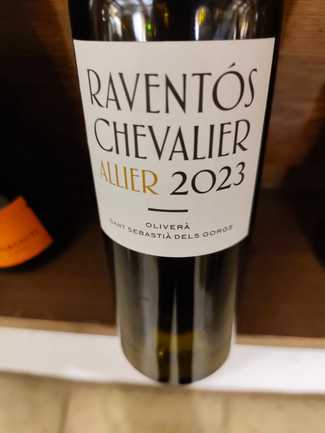 RAVENTÓS
CHEVALIER
ALLIER 2023
OLIVERÀ
SANT SEBASTIÀ DELS GORGS